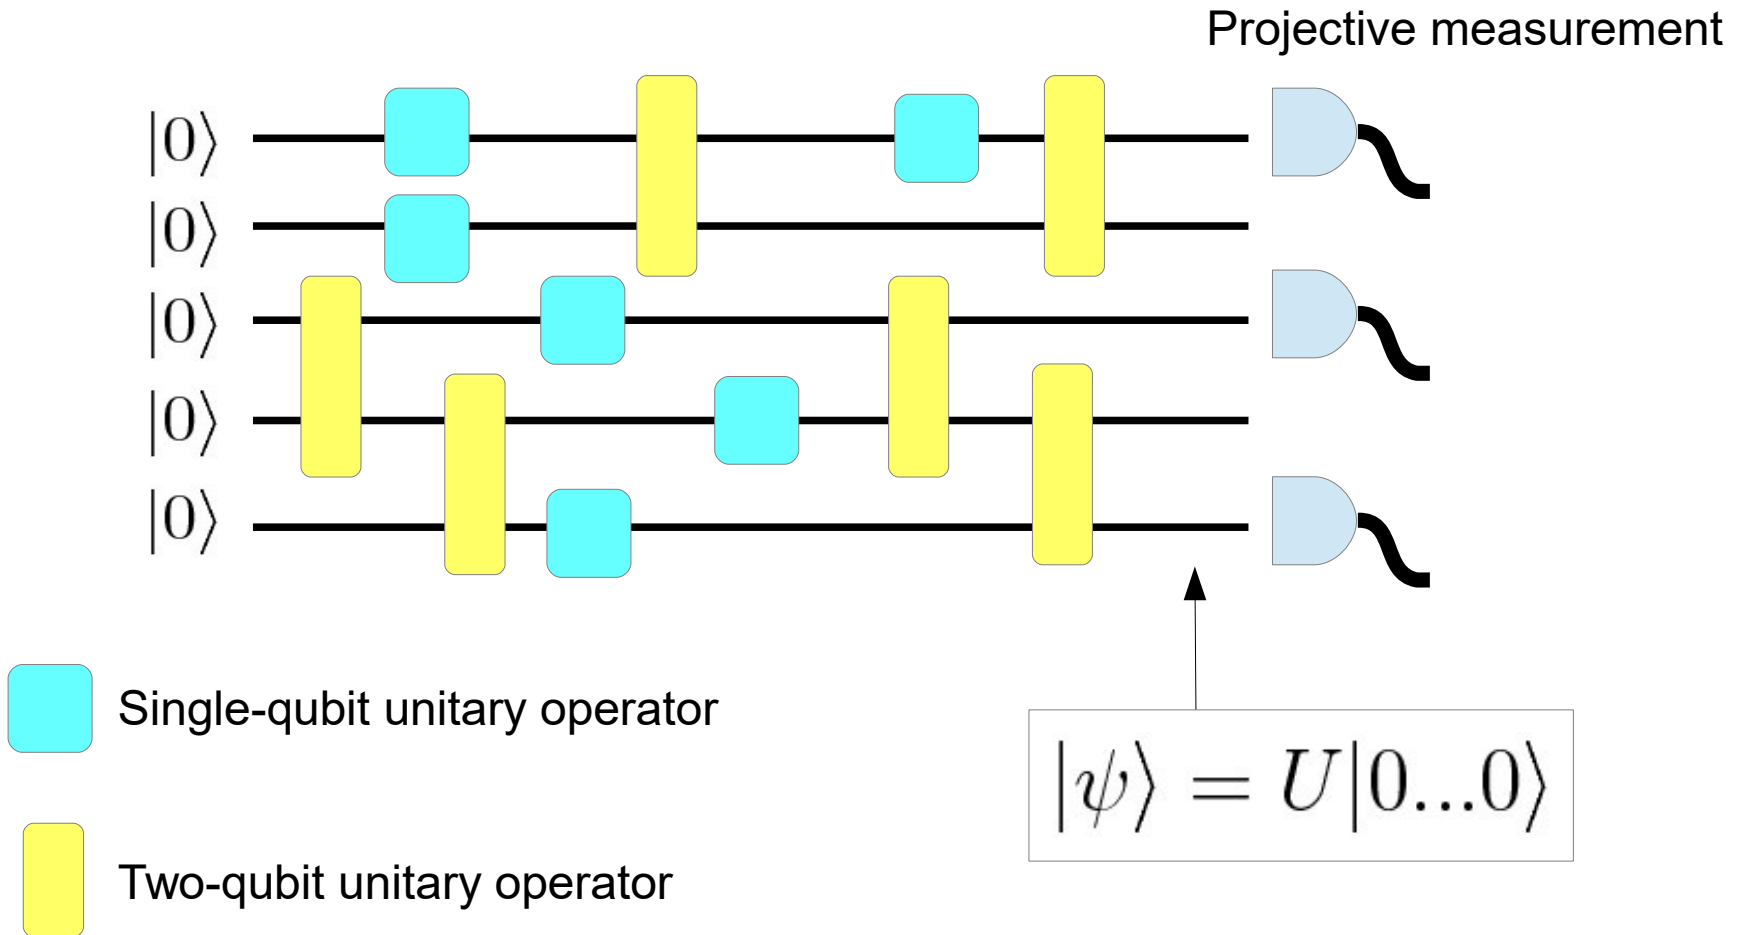 Projective measurement
|0⟩
|0⟩
|0⟩
|0⟩
|0⟩
Single-qubit unitary operator
|ψ⟩ = U|0...0⟩
Two-qubit unitary operator